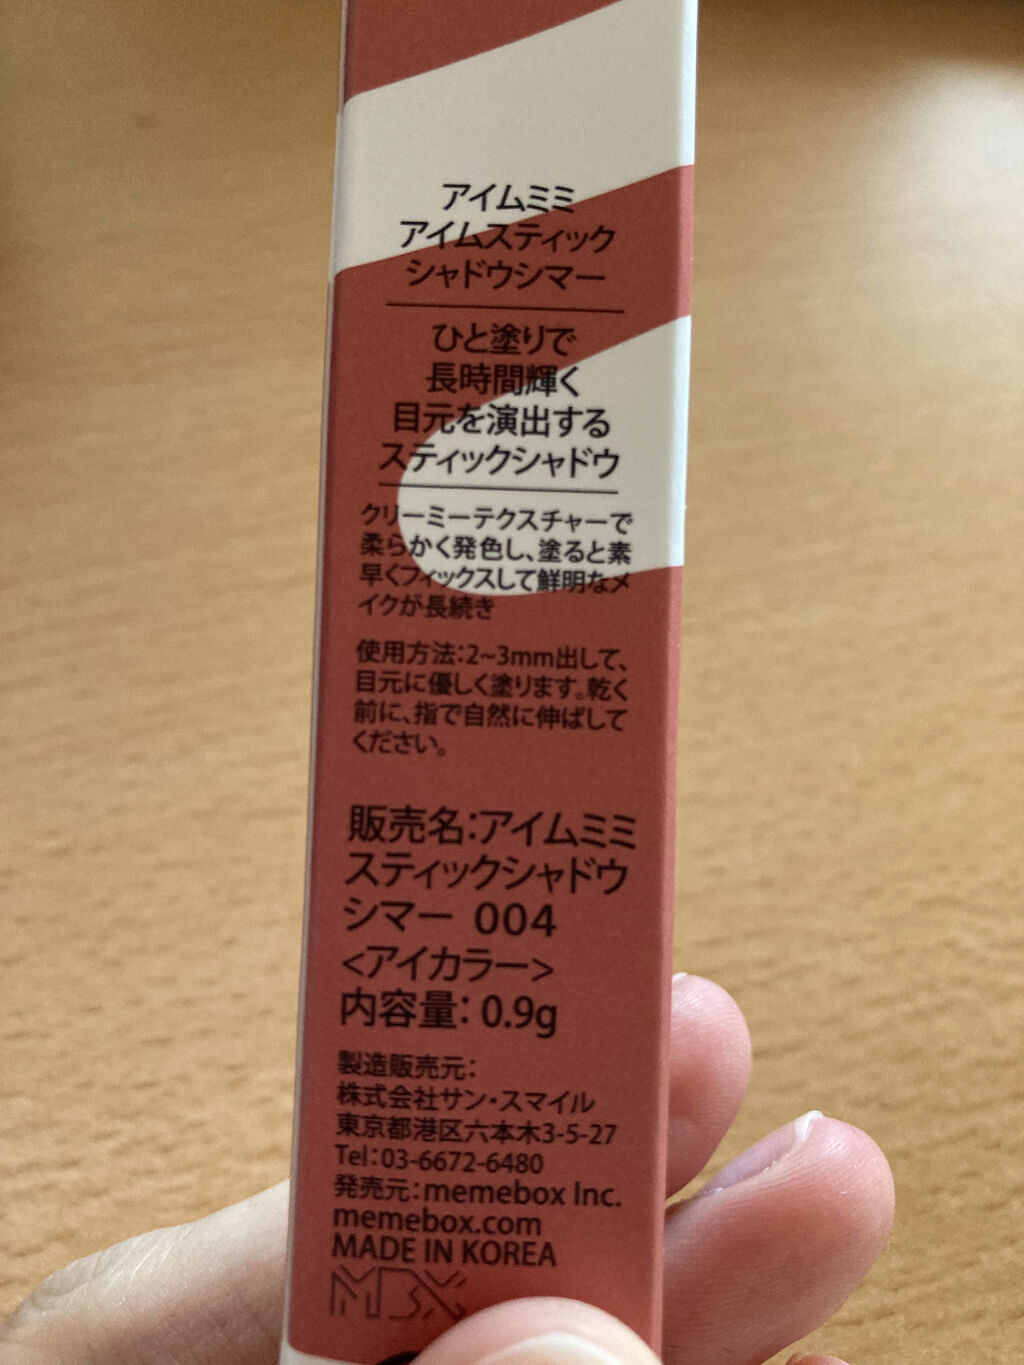 アイムミミ
アイムスティック
シャドウシマー
ひと塗りで
長時間輝く
目元を演出する
スティックシャドウ
クリーミーテクスチャーで
柔らかく発色し、塗ると素
早くフィックスして鮮明なメ
イクが長続き
使用方法:2~3mm出して、
目元に優しく塗ります。乾く
前に、指で自然に伸ばして
ください。
販売名:アイムミミ
スティックシャドウ
シマー 004
<アイカラー>
内容量: 0.9g
製造販売元:
株式会社サン・スマイル
東京都港区六本木3-5-27
Tel:03-6672-6480
発売元:memebox Inc.
memebox.com
MADE IN KOREA
MBX